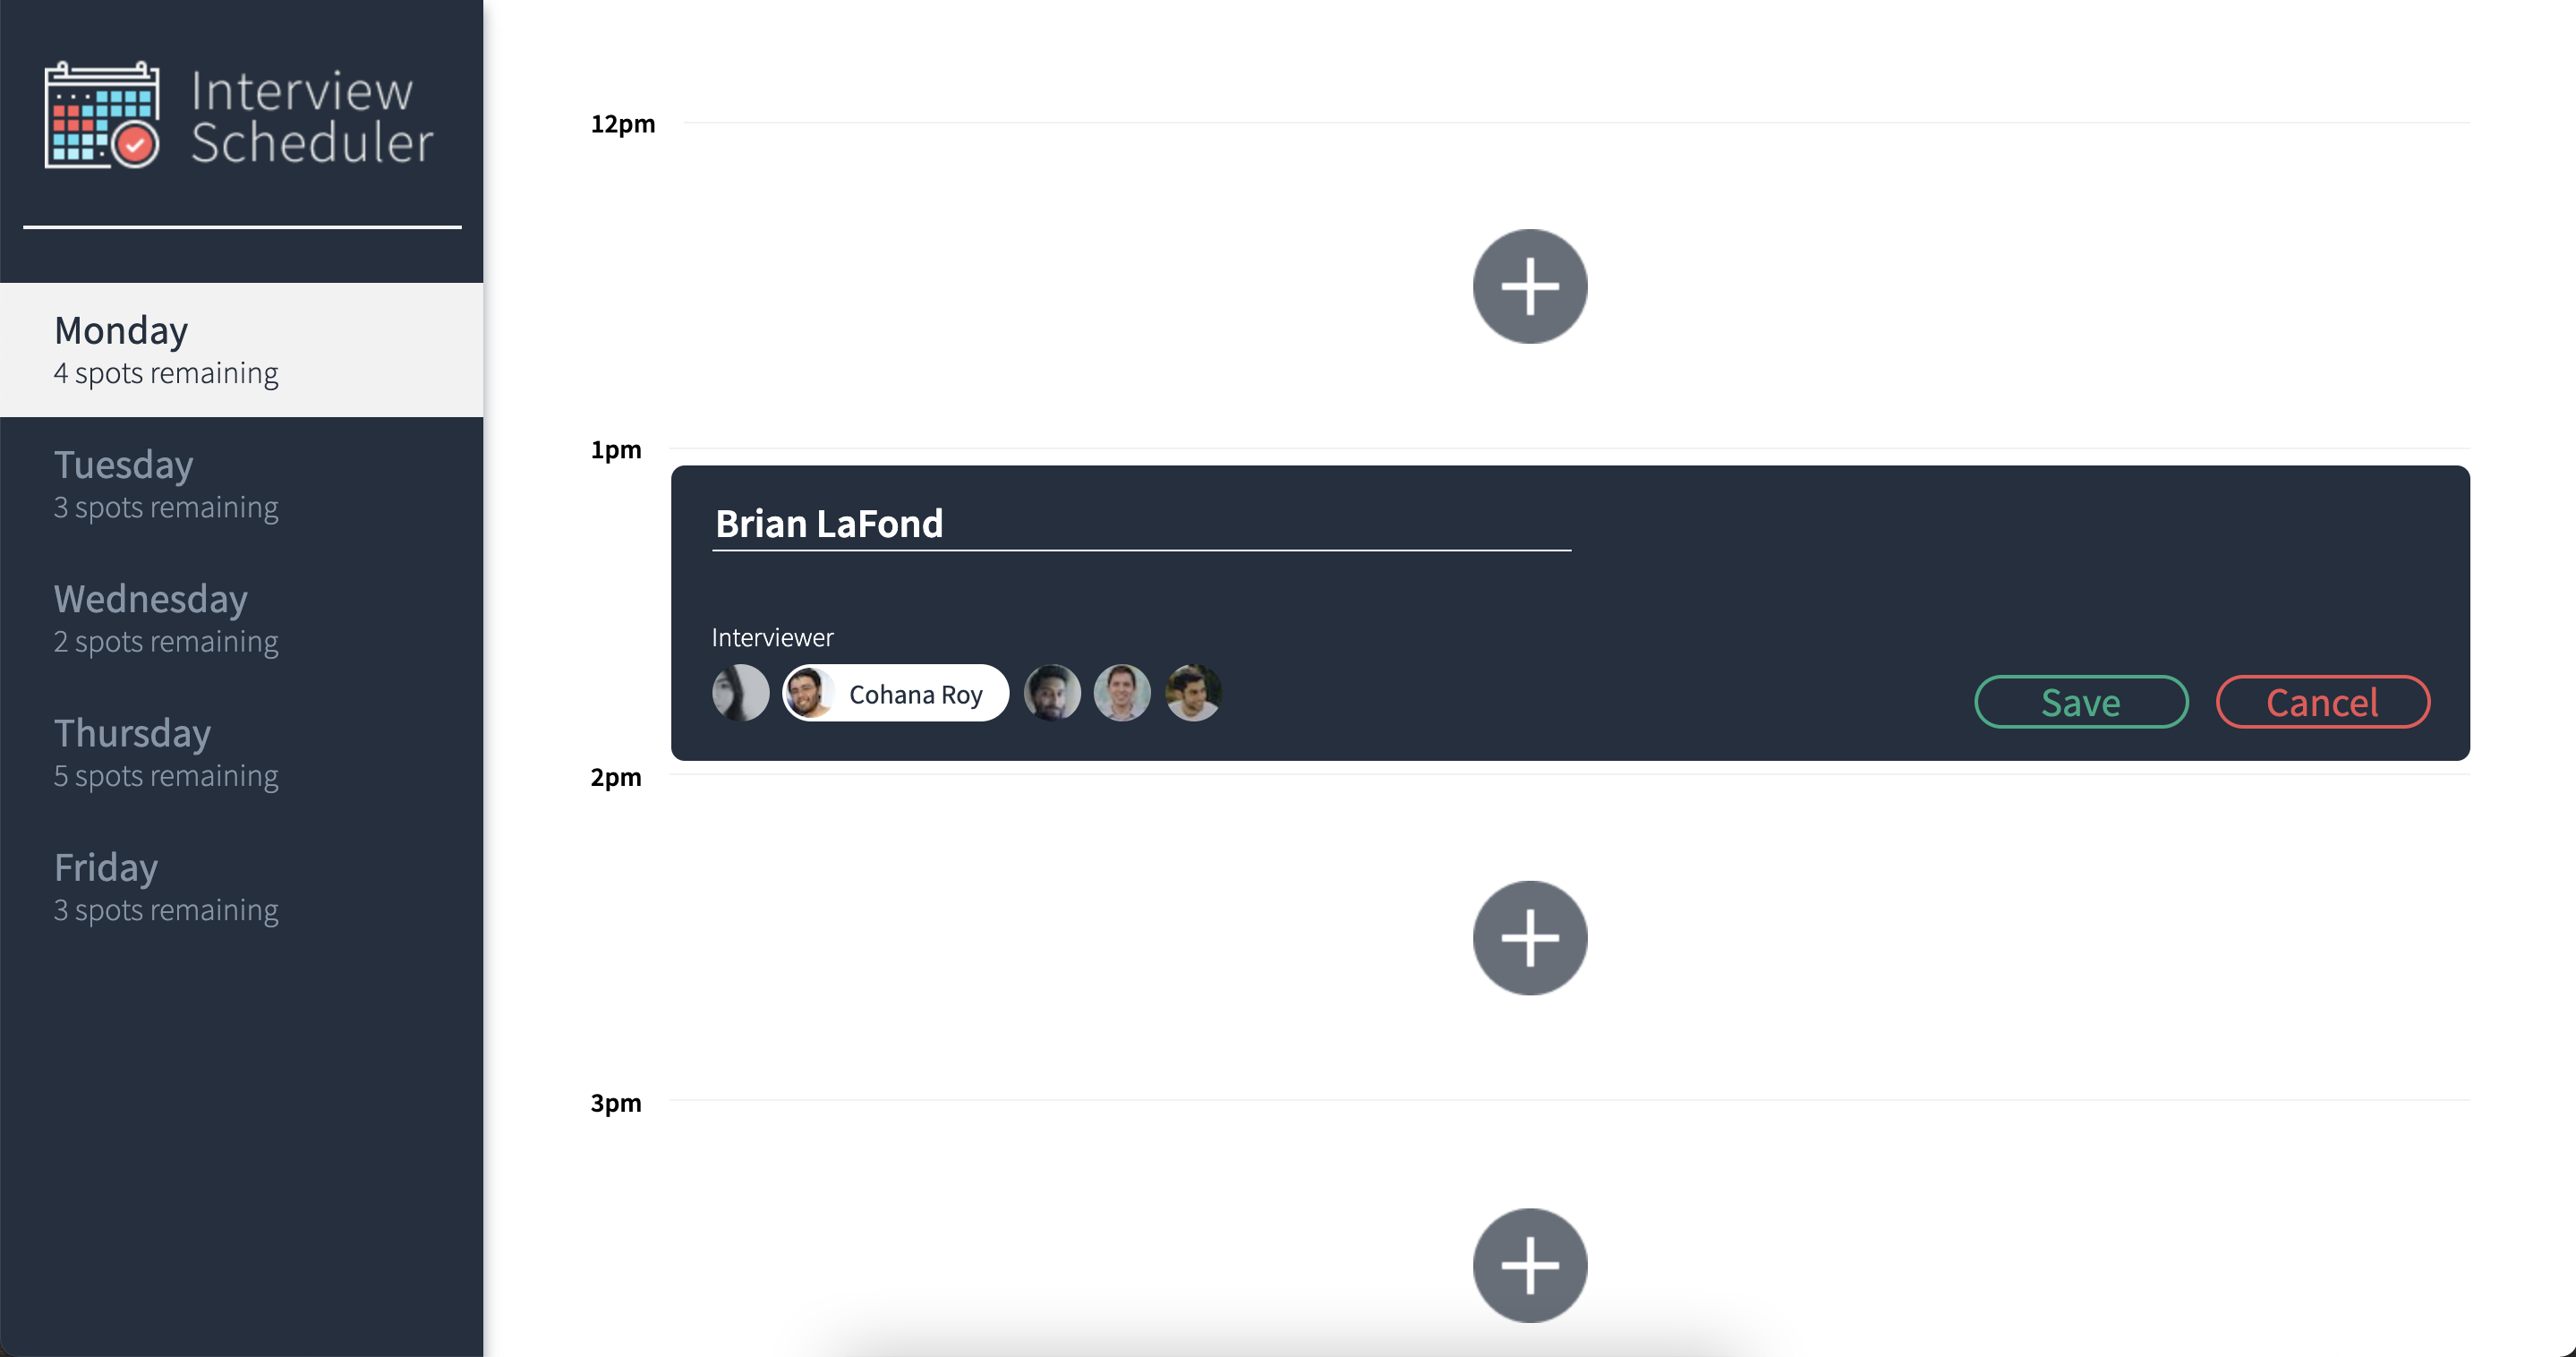 Interview
Scheduler
Monday
4 spots remaining
Tuesday
3 spots remaining
Wednesday
2 spots remaining
Thursday
5 spots remaining
Friday
3 spots remaining
12pm
1pm
Brian LaFond
Interviewer
Cohana Roy
Save
Cancel
2pm
3pm